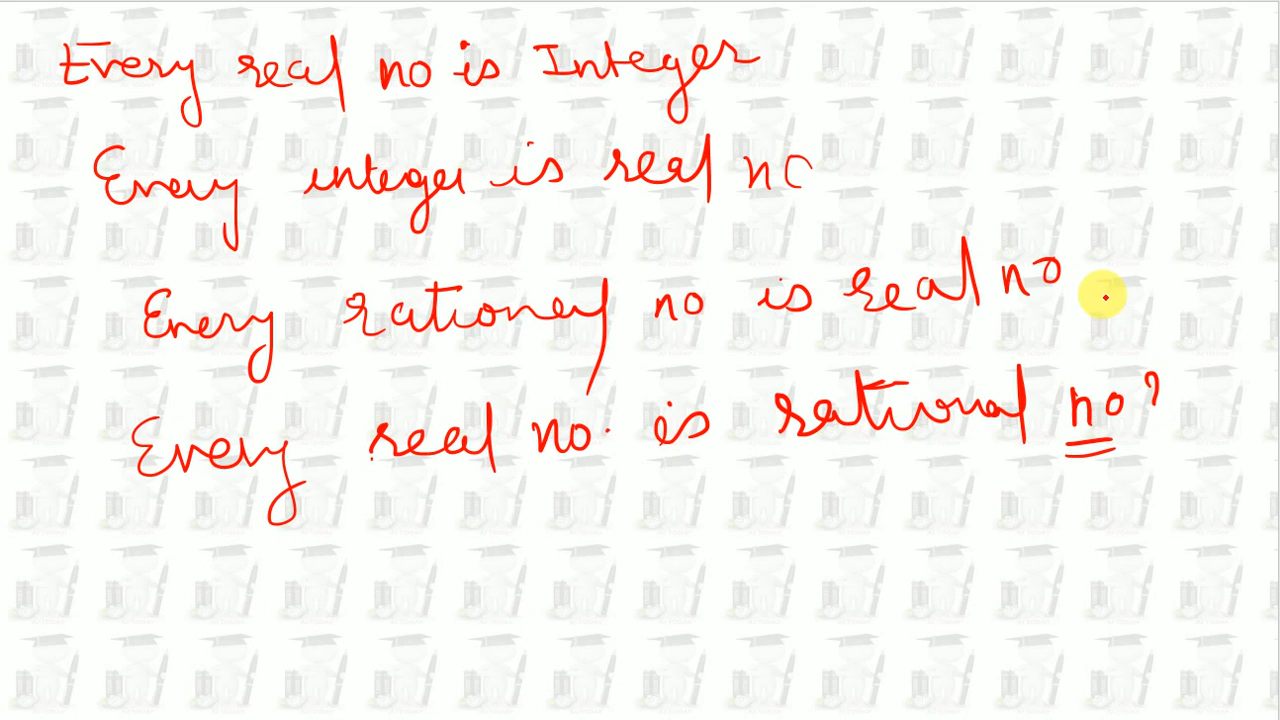 Every real no is Integer
Every integer is real no
Every rational no is real no
Every real no. is rational no?